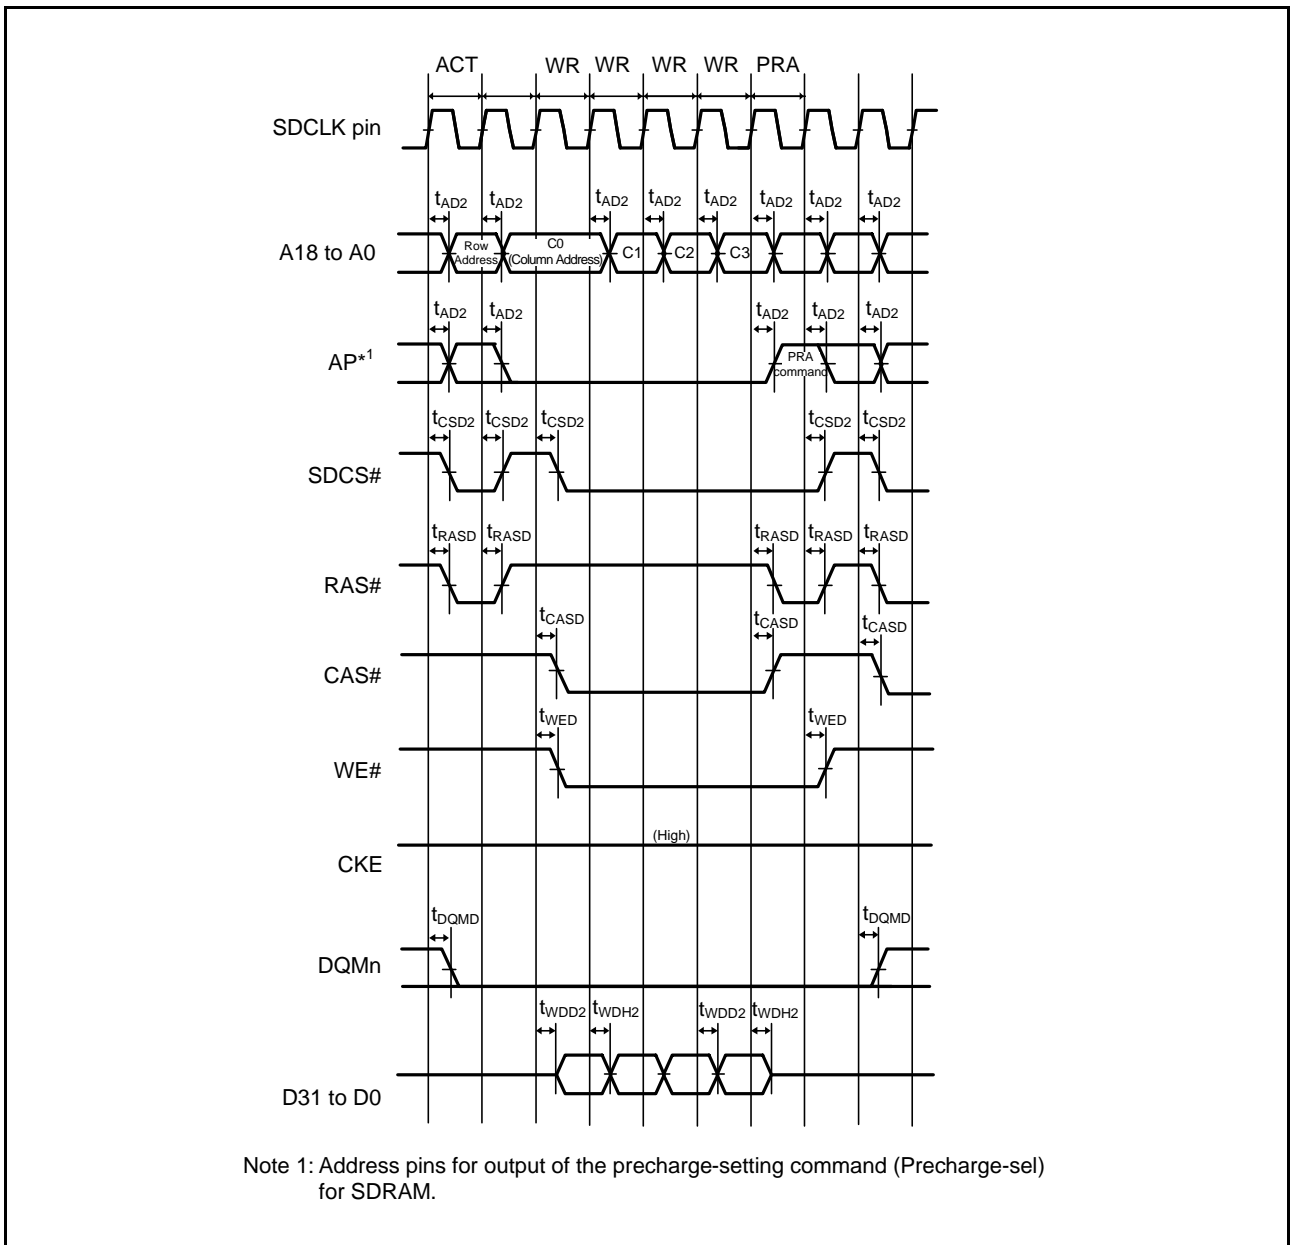 ACT WR WR WR WR PRA
SDCLK pin
tAD2 tAD2 tAD2 tAD2 tAD2 tAD2 tAD2 tAD2
A18 to A0
Row
Address
C0
(Column Address)
C1 C2 C3
tAD2 tAD2 tAD2 tAD2 tAD2
AP*1
PRA
command
tCSD2 tCSD2 tCSD2 tCSD2 tCSD2
SDCS#
tRASD tRASD tRASD tRASD tRASD
RAS#
tCASD tCASD tCASD
CAS#
tWED tWED
WE#
(High)
CKE
tDQMD tDQMD
DQMn
tWDD2 tWDH2 tWDD2 tWDH2
D31 to D0
Note 1: Address pins for output of the precharge-setting command (Precharge-sel)
for SDRAM.